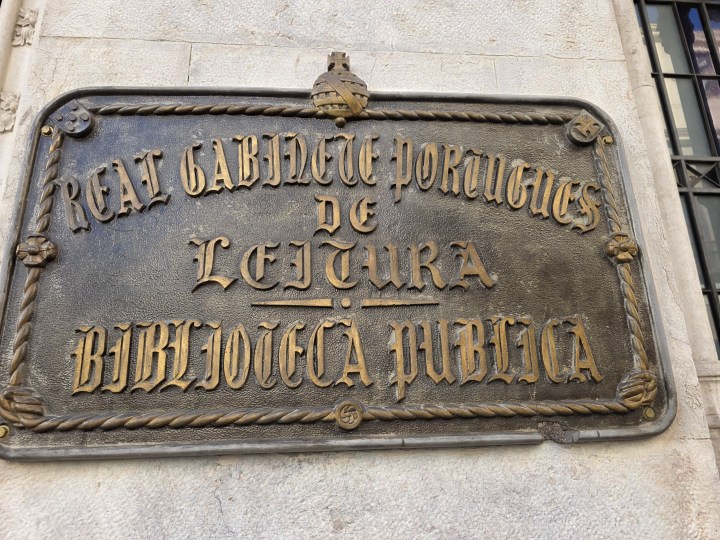 REAL GABINETE PORTUGUES
DE
LEITURA
BIBLIOTECA PUBLICA